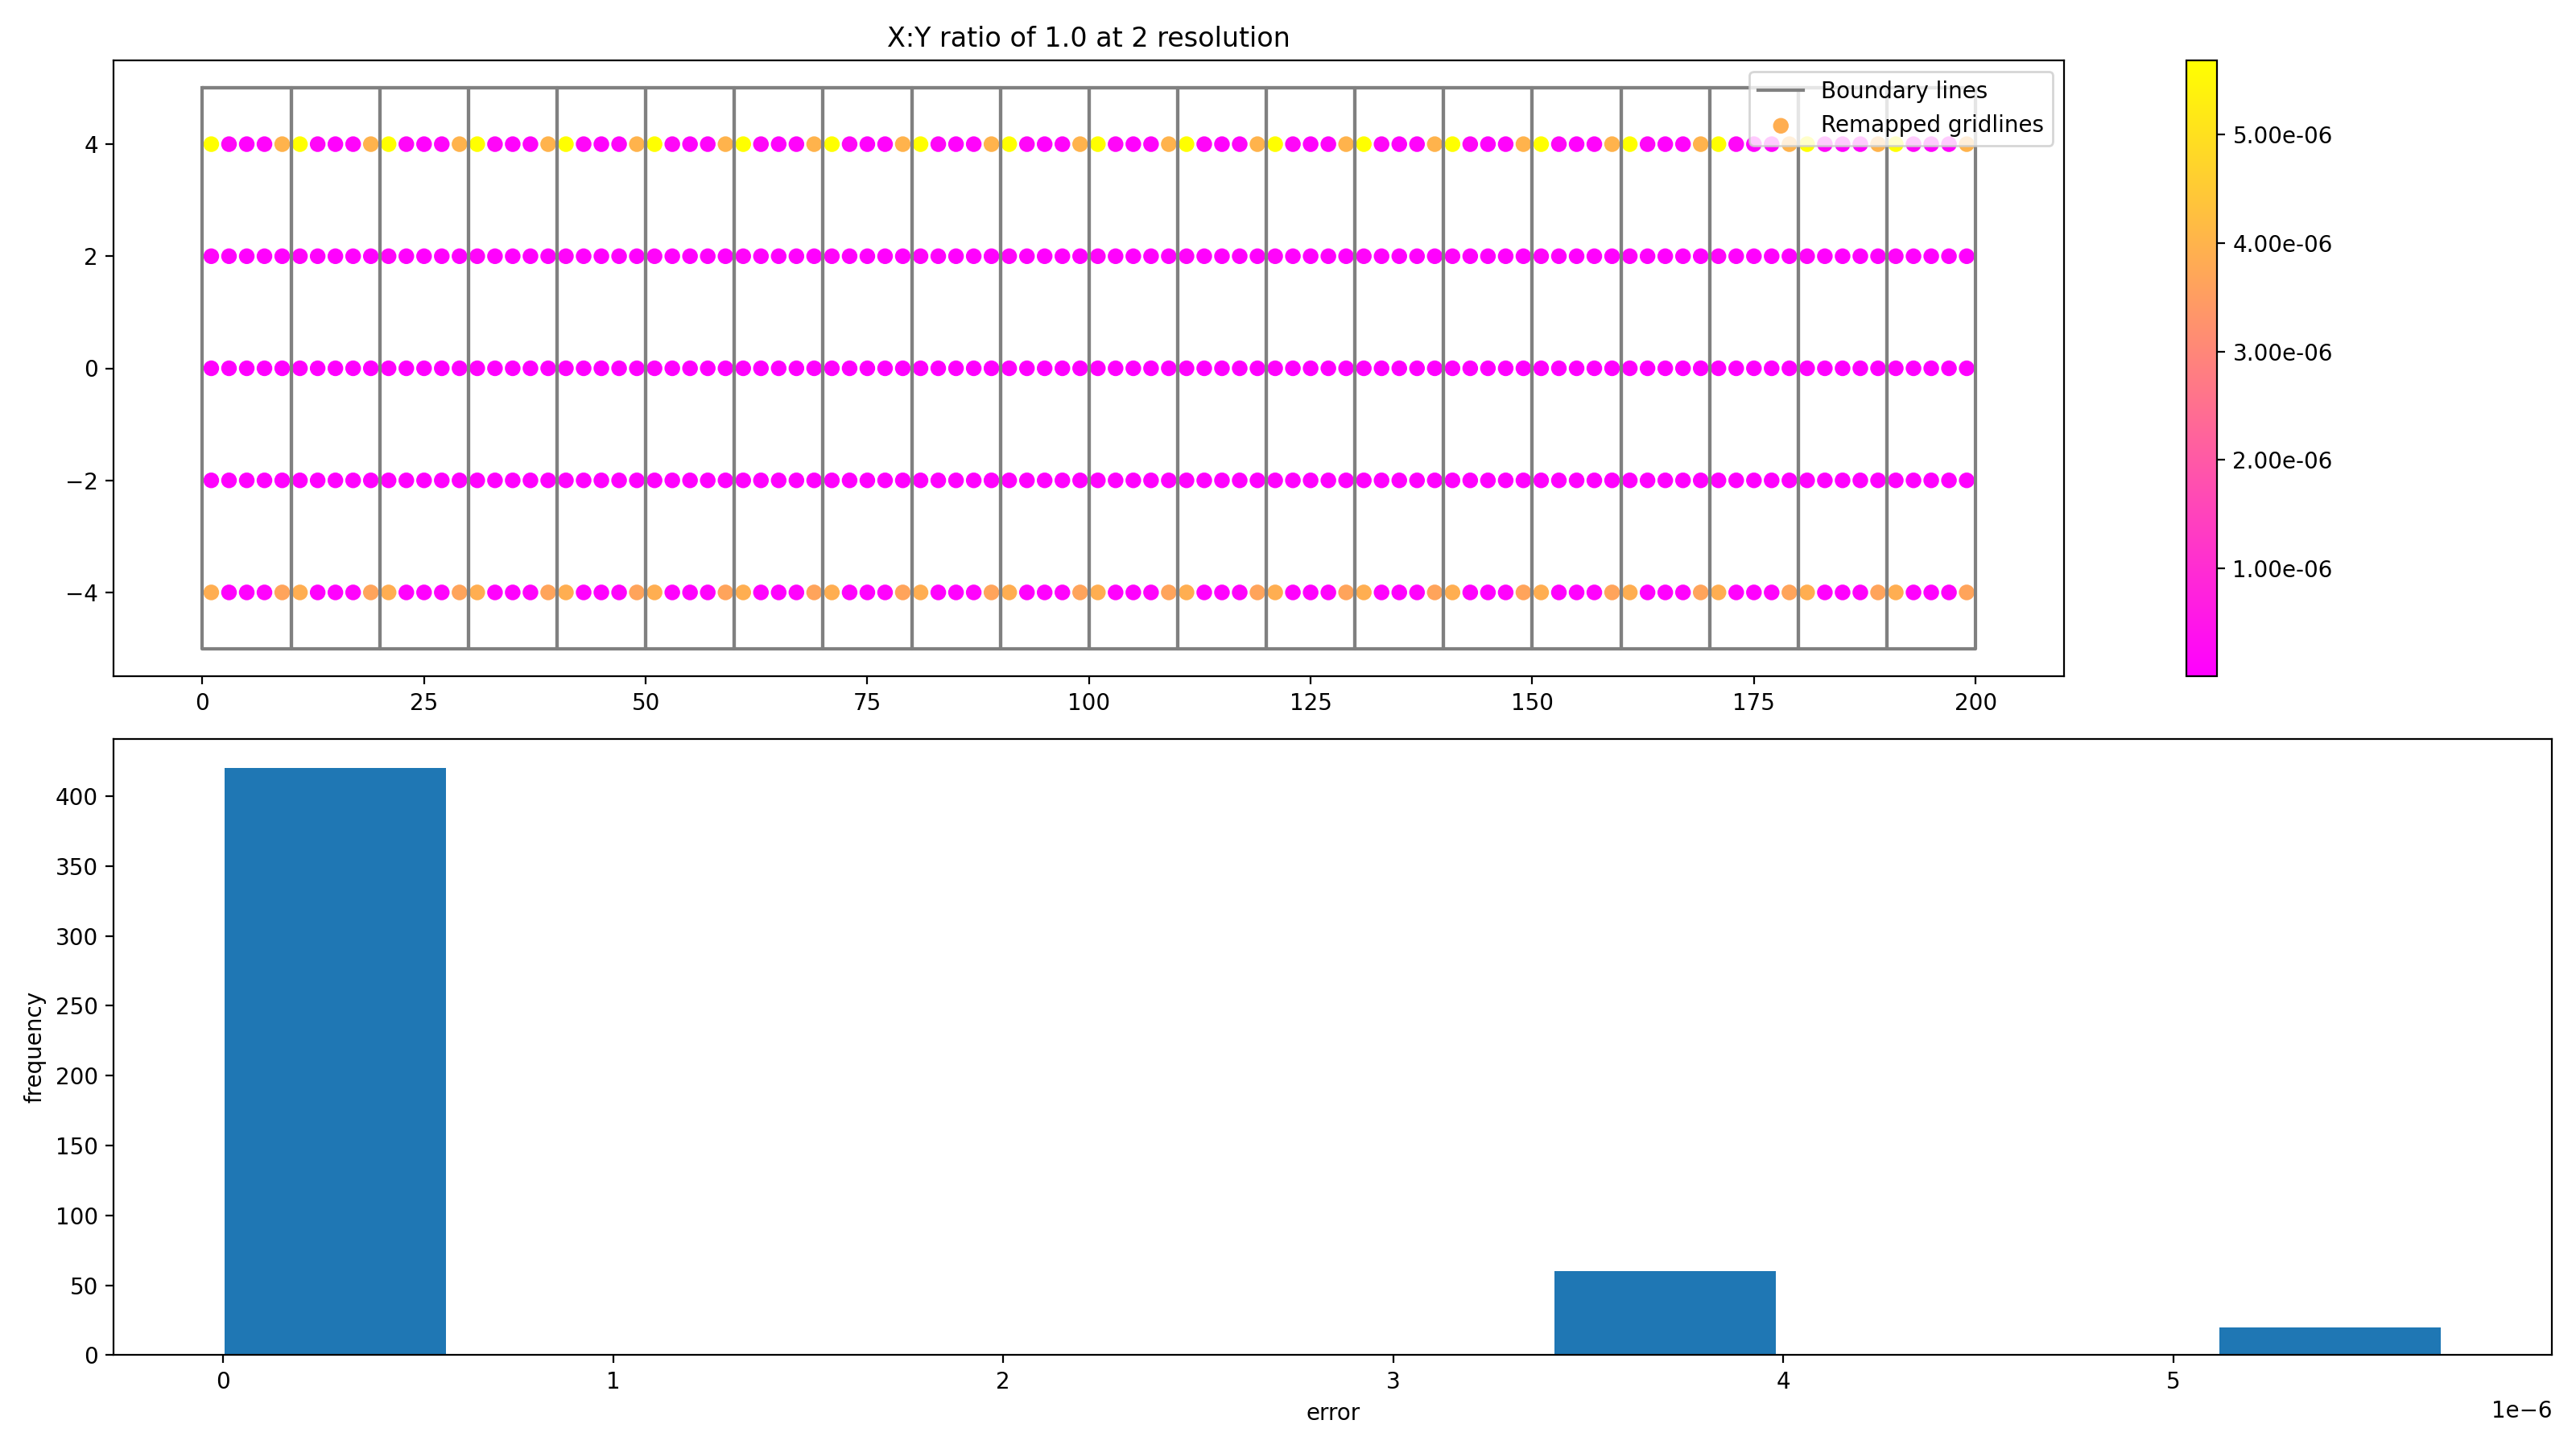 X:Y ratio of 1.0 at 2 resolution
Boundary lines
Remapped gridlines
4
2
0
−2
−4
0 25 50 75 100 125 150 175 200
5.00e-06
4.00e-06
3.00e-06
2.00e-06
1.00e-06
400
350
300
250
200
150
100
50
0
frequency
0 1 2 3 4 5
error
1e−6